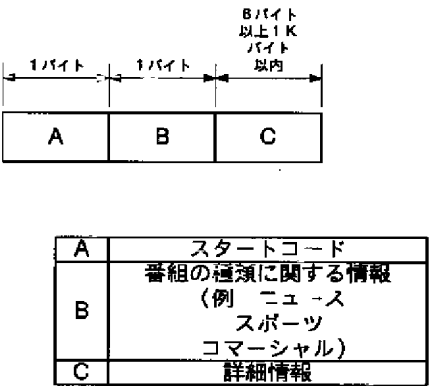 8バイト
以上1K
バイト
以内
1バイト 1バイト
A B C
A スタートコード
番組の種類に関する情報
B (例 ニュース
スポーツ
コマーシャル)
C 詳細情報